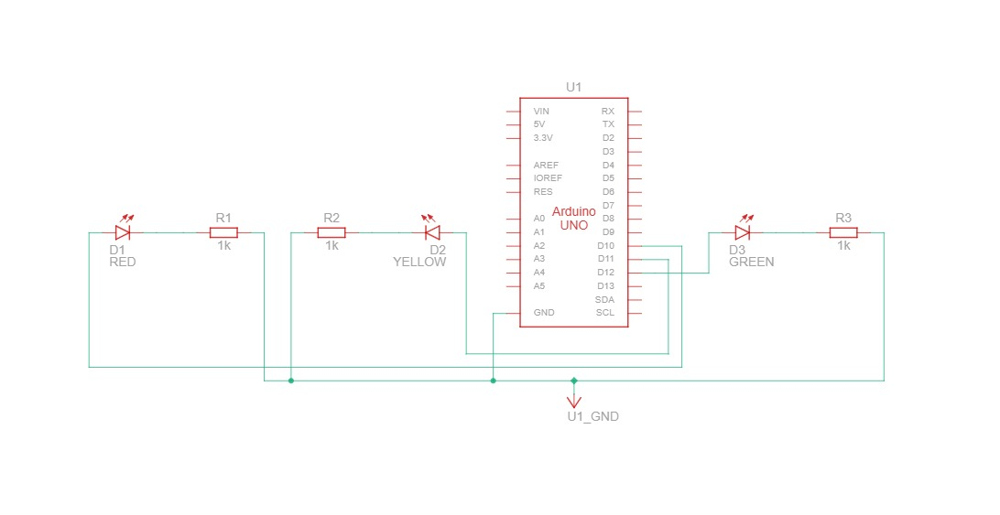 U1
VIN RX
5V TX
3.3V D2
D3
AREF D4
IOREF D5
RES D6
D7
Arduino
UNO
A0 D8
A1 D9
A2 D10
A3 D11
A4 D12
A5 D13
SDA
GND SCL
R1
1k
D1
RED
R2
1k
D2
YELLOW
D3
GREEN
R3
1k
U1_GND